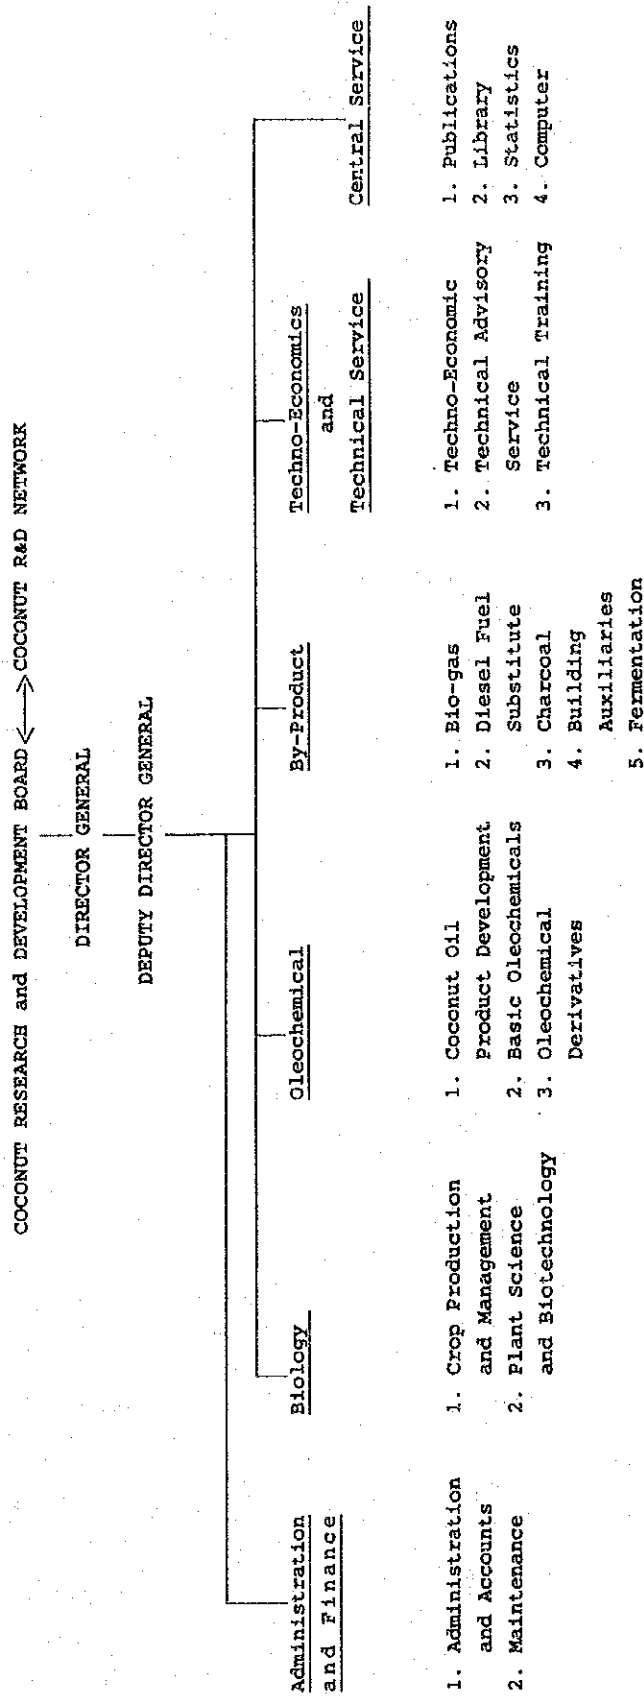 COCONUT RESEARCH and DEVELOPMENT BOARD <---> COCONUT R&D NETWORK
DIRECTOR GENERAL
DEPUTY DIRECTOR GENERAL
Administration
and Finance
1. Administration
and Accounts
2. Maintenance
Biology
1. Crop Production
and Management
2. Plant Science
and Biotechnology
Oleochemical
1. Coconut Oil
Product Development
2. Basic Oleochemicals
3. Oleochemical
Derivatives
By-Product
1. Bio-gas
2. Diesel Fuel
Substitute
3. Charcoal
4. Building
Auxiliaries
5. Fermentation
Techno-Economics
and
Technical Service
1. Techno-Economic
2. Technical Advisory
Service
3. Technical Training
Central Service
1. Publications
2. Library
3. Statistics
4. Computer